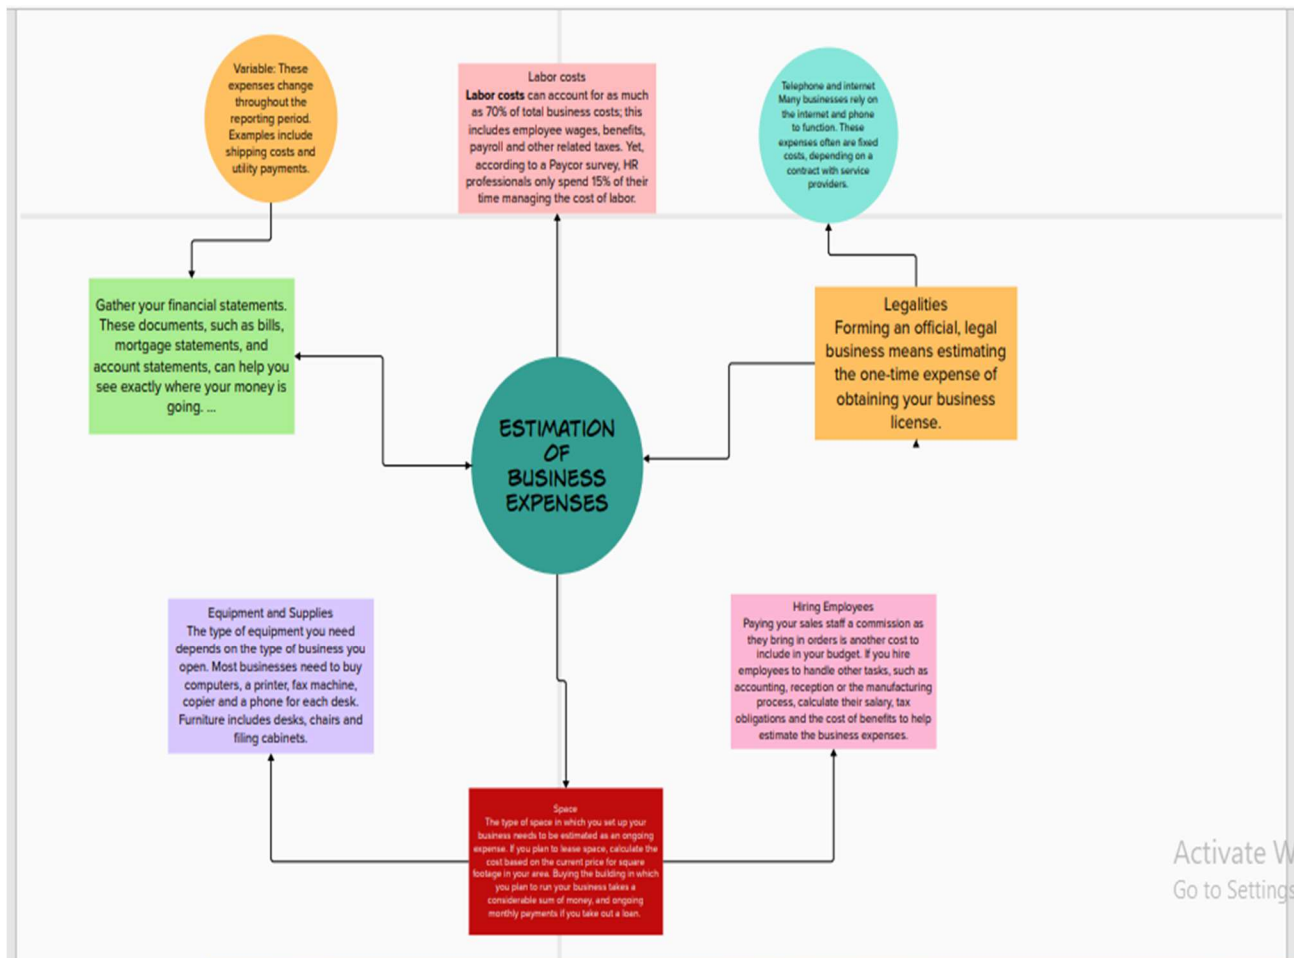 Variable: These
expenses change
throughout the
reporting period.
Examples include
shipping costs and
utility payments.
Labor costs
Labor costs can account for as much
as 70% of total business costs; this
includes employee wages, benefits,
payroll and other related taxes. Yet,
according to a Paycor survey, HR
professionals only spend 15% of their
time managing the cost of labor.
Telephone and internet
Many businesses rely on
the internet and phone
to function. These
expenses often are fixed
costs, depending on a
contract with service
providers.
Gather your financial statements.
These documents, such as bills,
mortgage statements, and
account statements, can help you
see exactly where your money is
going. ...
Legalities
Forming an official, legal
business means estimating
the one-time expense of
obtaining your business
license.
ESTIMATION
OF
BUSINESS
EXPENSES
Equipment and Supplies
The type of equipment you need
depends on the type of business you
open. Most businesses need to buy
computers, a printer, fax machine,
copier and a phone for each desk.
Furniture includes desks, chairs and
filing cabinets.
Hiring Employees
Paying your sales staff a commission as
they bring in orders is another cost to
include in your budget. If you hire
employees to handle other tasks, such as
accounting, reception or the manufacturing
process, calculate their salary, tax
obligations and the cost of benefits to help
estimate the business expenses.
Space
The type of space in which you set up your
business needs to be estimated as an ongoing
expense. If you plan to lease space, calculate the
cost based on the current price for square
footage in your area. Buying the building in which
you plan to run your business takes a
considerable sum of money, and ongoing
monthly payments if you take out a loan.
Activate W
Go to Settings